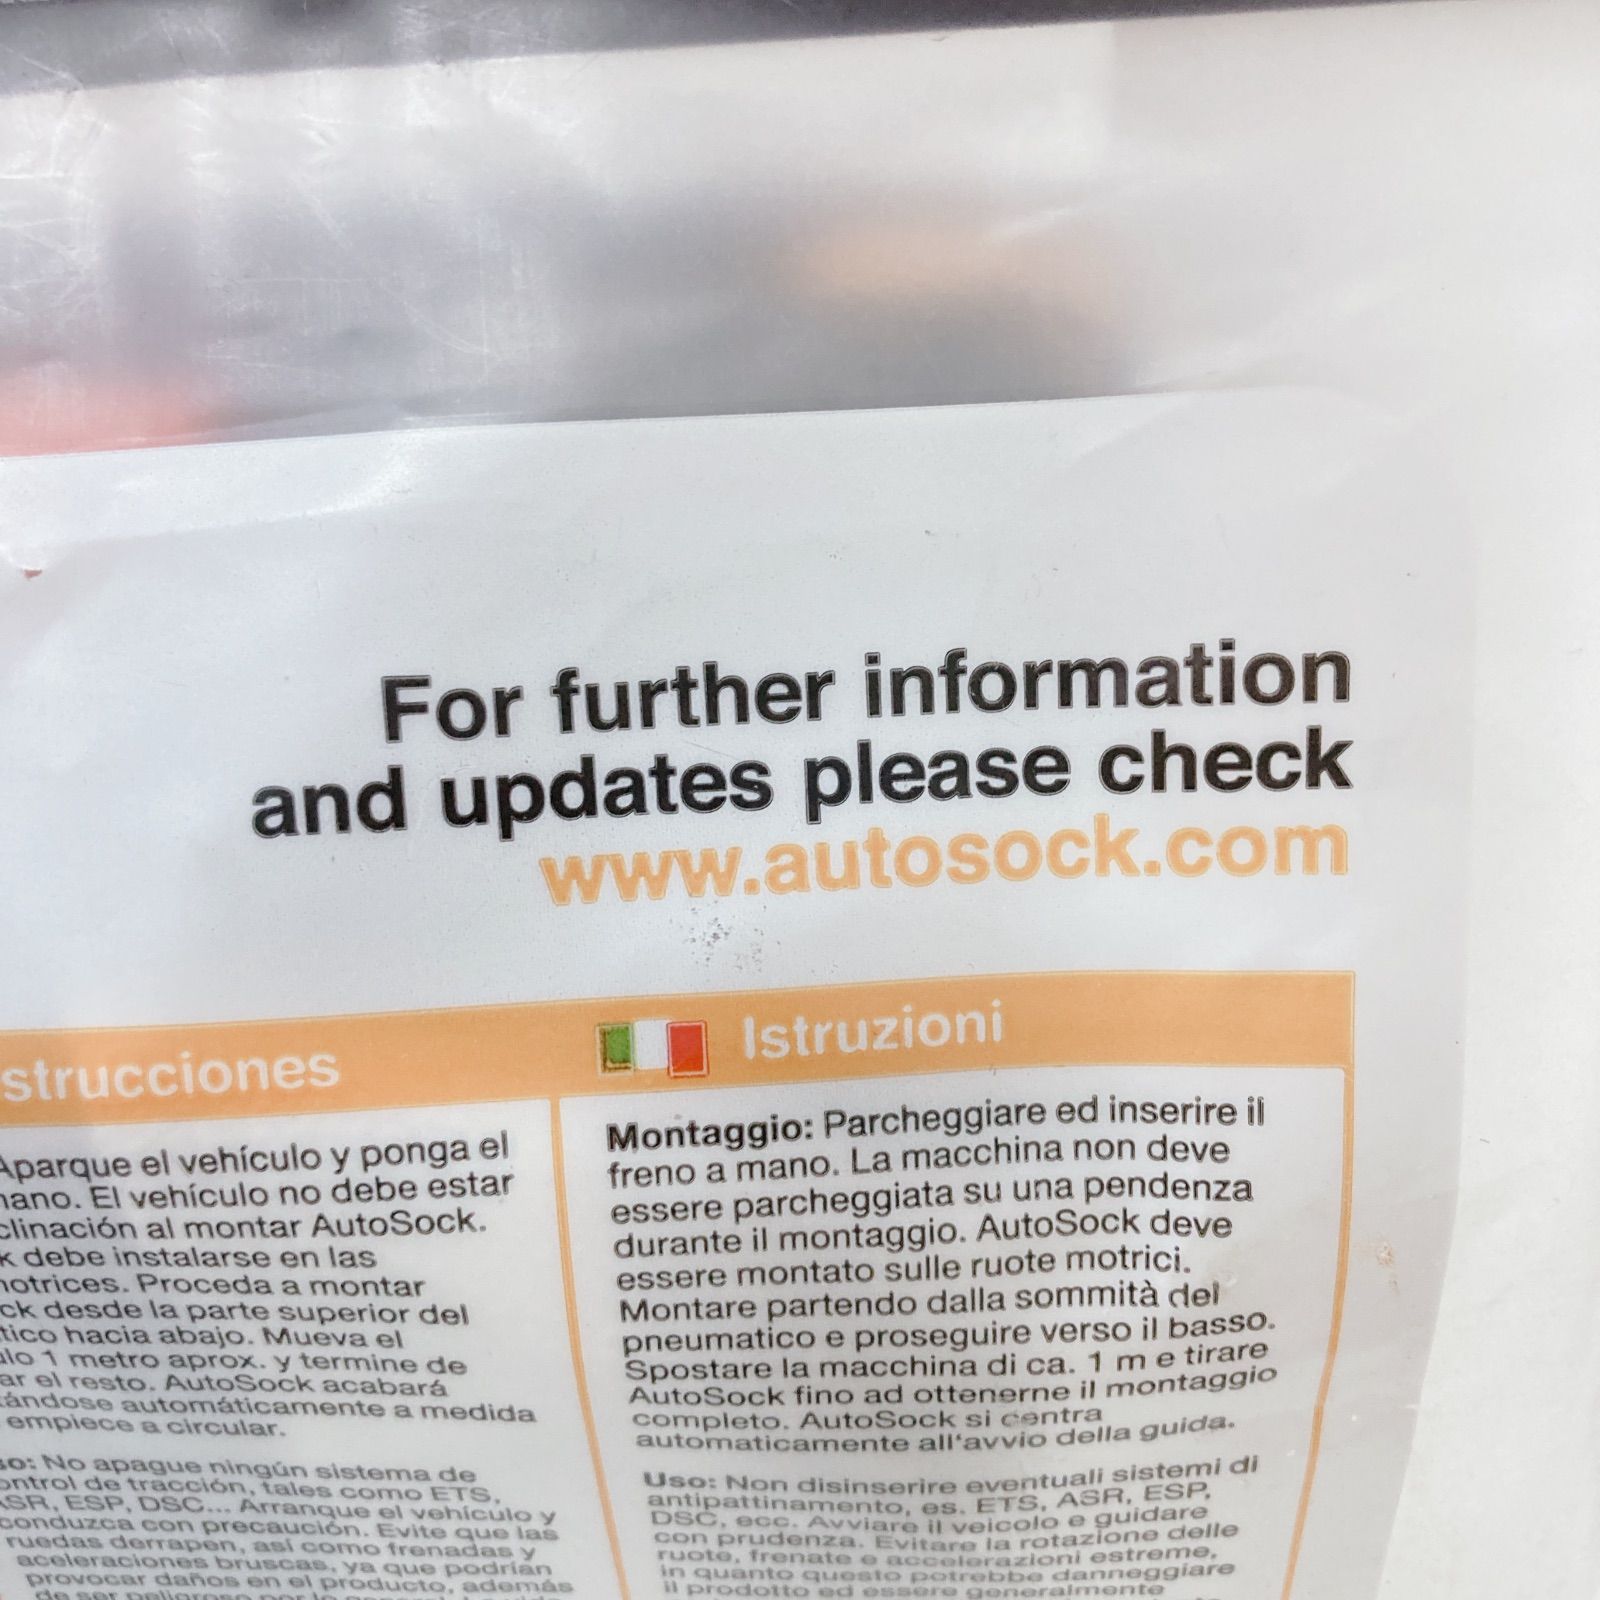 For further information
and updates please check
www.autosock.com
strucciones
Aparque el vehículo y ponga el
mano. El vehículo no debe estar
clinación al montar AutoSock.
k debe instalarse en las
motrices. Proceda a montar
ck desde la parte superior del
tico hacia abajo. Mueva el
ulo 1 metro aprox. y termine de
ar el resto. AutoSock acabará
tándose automáticamente a medida
empiece a circular.
so: No apague ningún sistema de
ontrol de tracción, tales como ETS,
ASR, ESP, DSC... Arranque el vehículo y
conduzca con precaución. Evite que las
ruedas derrapen, así como frenadas y
aceleraciones bruscas, ya que podrían
provocar daños en el producto, además
de ser peligroso por lo general.
Istruzioni
Montaggio: Parcheggiare ed inserire il
freno a mano. La macchina non deve
essere parcheggiata su una pendenza
durante il montaggio. AutoSock deve
essere montato sulle ruote motrici.
Montare partendo dalla sommità del
pneumatico e proseguire verso il basso.
Spostare la macchina di ca. 1 m e tirare
AutoSock fino ad ottenerne il montaggio
completo. AutoSock si centra
automaticamente all'avvio della guida.
Uso: Non disinserire eventuali sistemi di
antipattinamento, es. ETS, ASR, ESP,
DSC, ecc. Avviare il veicolo e guidare
con prudenza. Evitare la rotazione delle
ruote, frenate e accelerazioni estreme,
in quanto questo potrebbe danneggiare
il prodotto ed essere generalmente